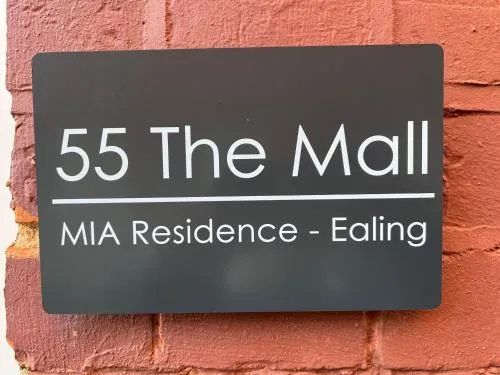 55 The Mall
MIA Residence - Ealing